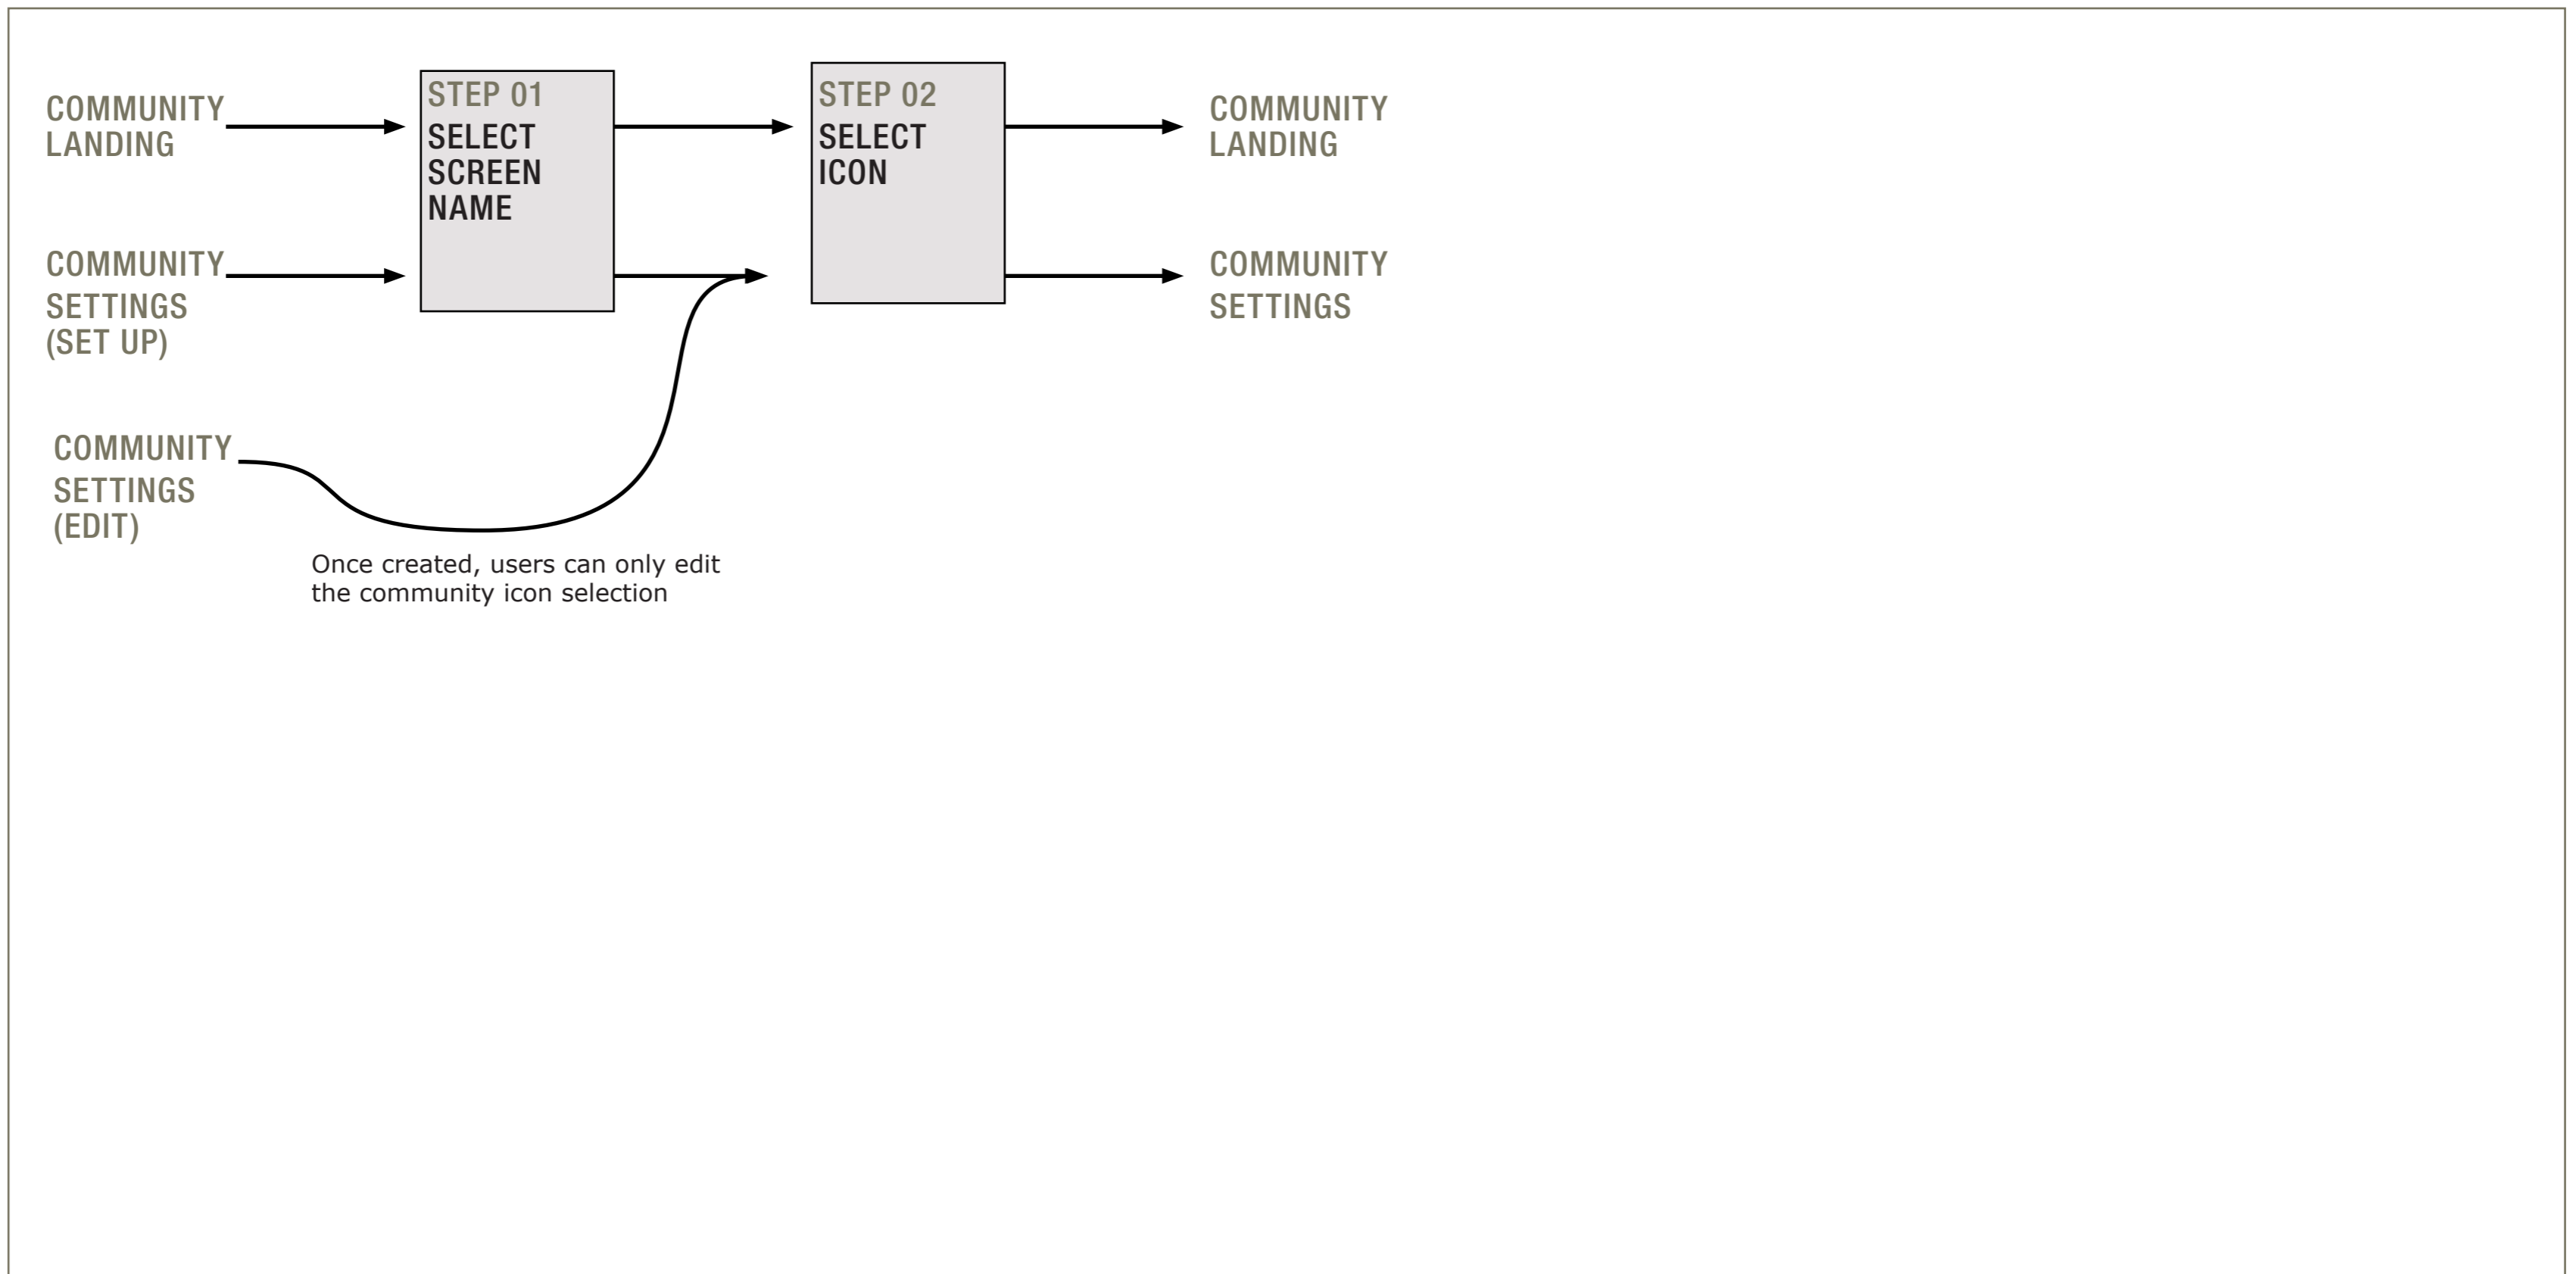 COMMUNITY
LANDING
STEP 01
SELECT
SCREEN
NAME
STEP 02
SELECT
ICON
COMMUNITY
LANDING
COMMUNITY
SETTINGS
(SET UP)
COMMUNITY
SETTINGS
COMMUNITY
SETTINGS
(EDIT)
Once created, users can only edit
the community icon selection